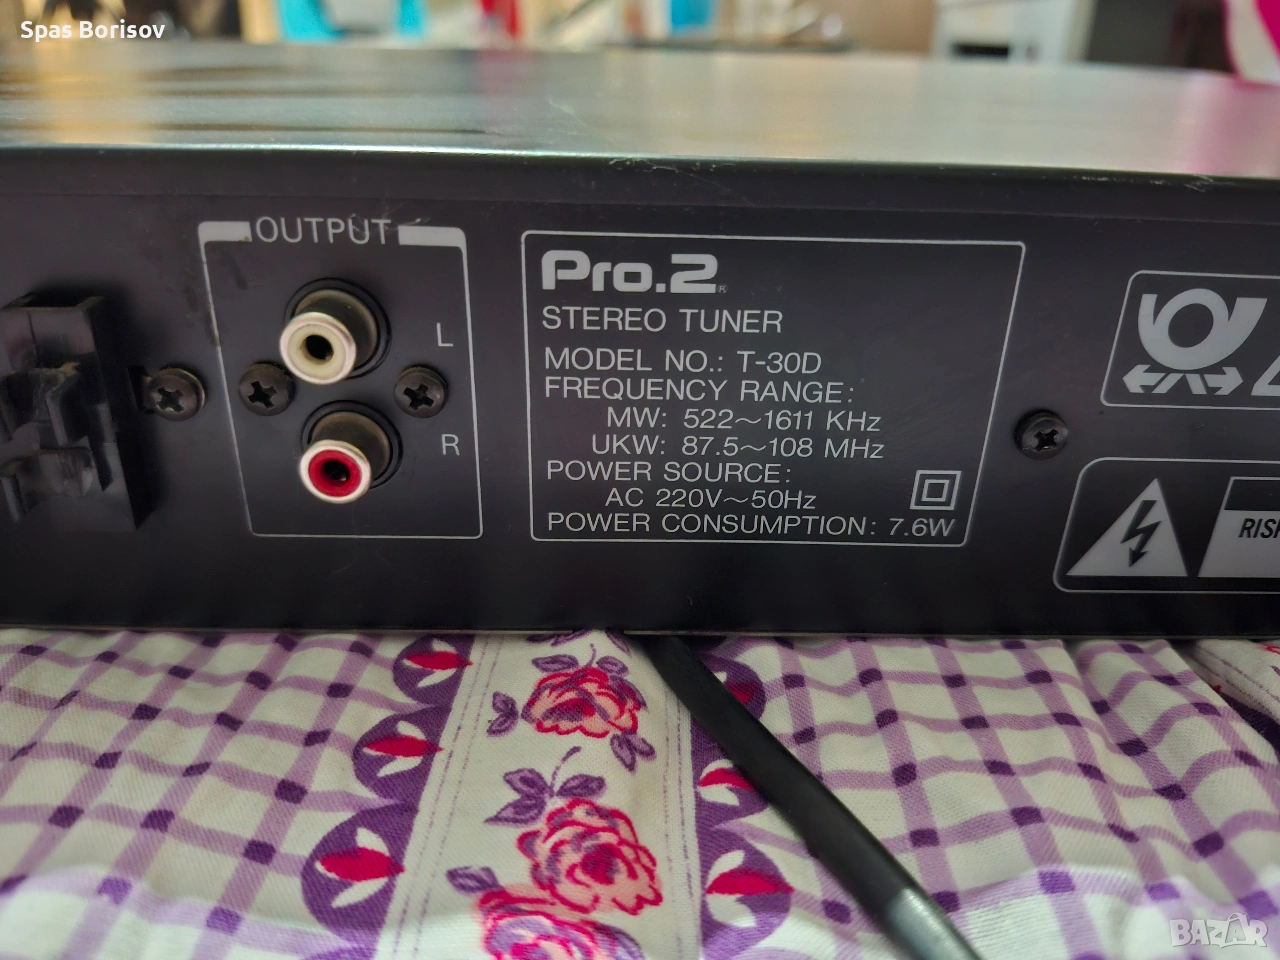 Spas Borisov
OUTPUT
L
R
Pro.2
STEREO TUNER
MODEL NO.: T-30D
FREQUENCY RANGE:
MW: 522~1611 KHz
UKW: 87.5~108 MHz
POWER SOURCE:
AC 220V~50Hz
POWER CONSUMPTION: 7.6W
BAZAR